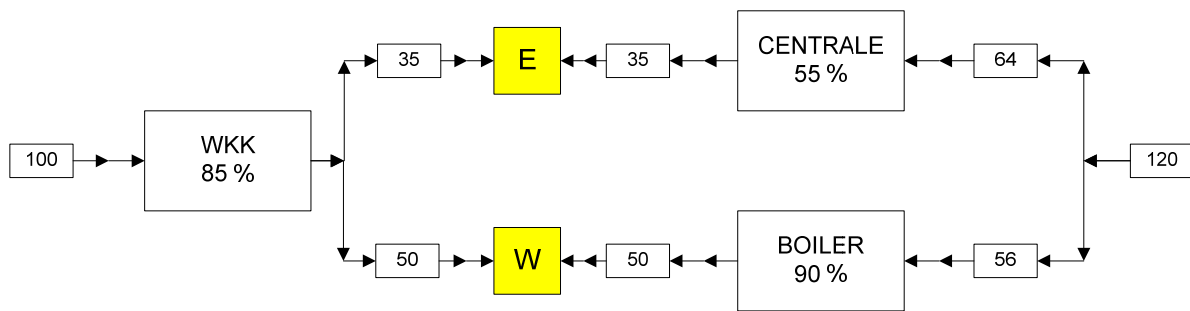 35
E
35
CENTRALE
55 %
64
100
WKK
85 %
120
50
W
50
BOILER
90 %
56